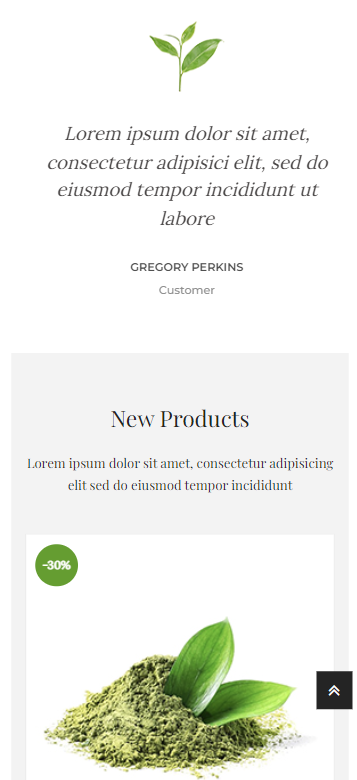 Lorem ipsum dolor sit amet,
consectetur adipisici elit, sed do
eiusmod tempor incididunt ut
labore
GREGORY PERKINS
Customer
New Products
Lorem ipsum dolor sit amet, consectetur adipisicing
elit sed do eiusmod tempor incididunt
-30%